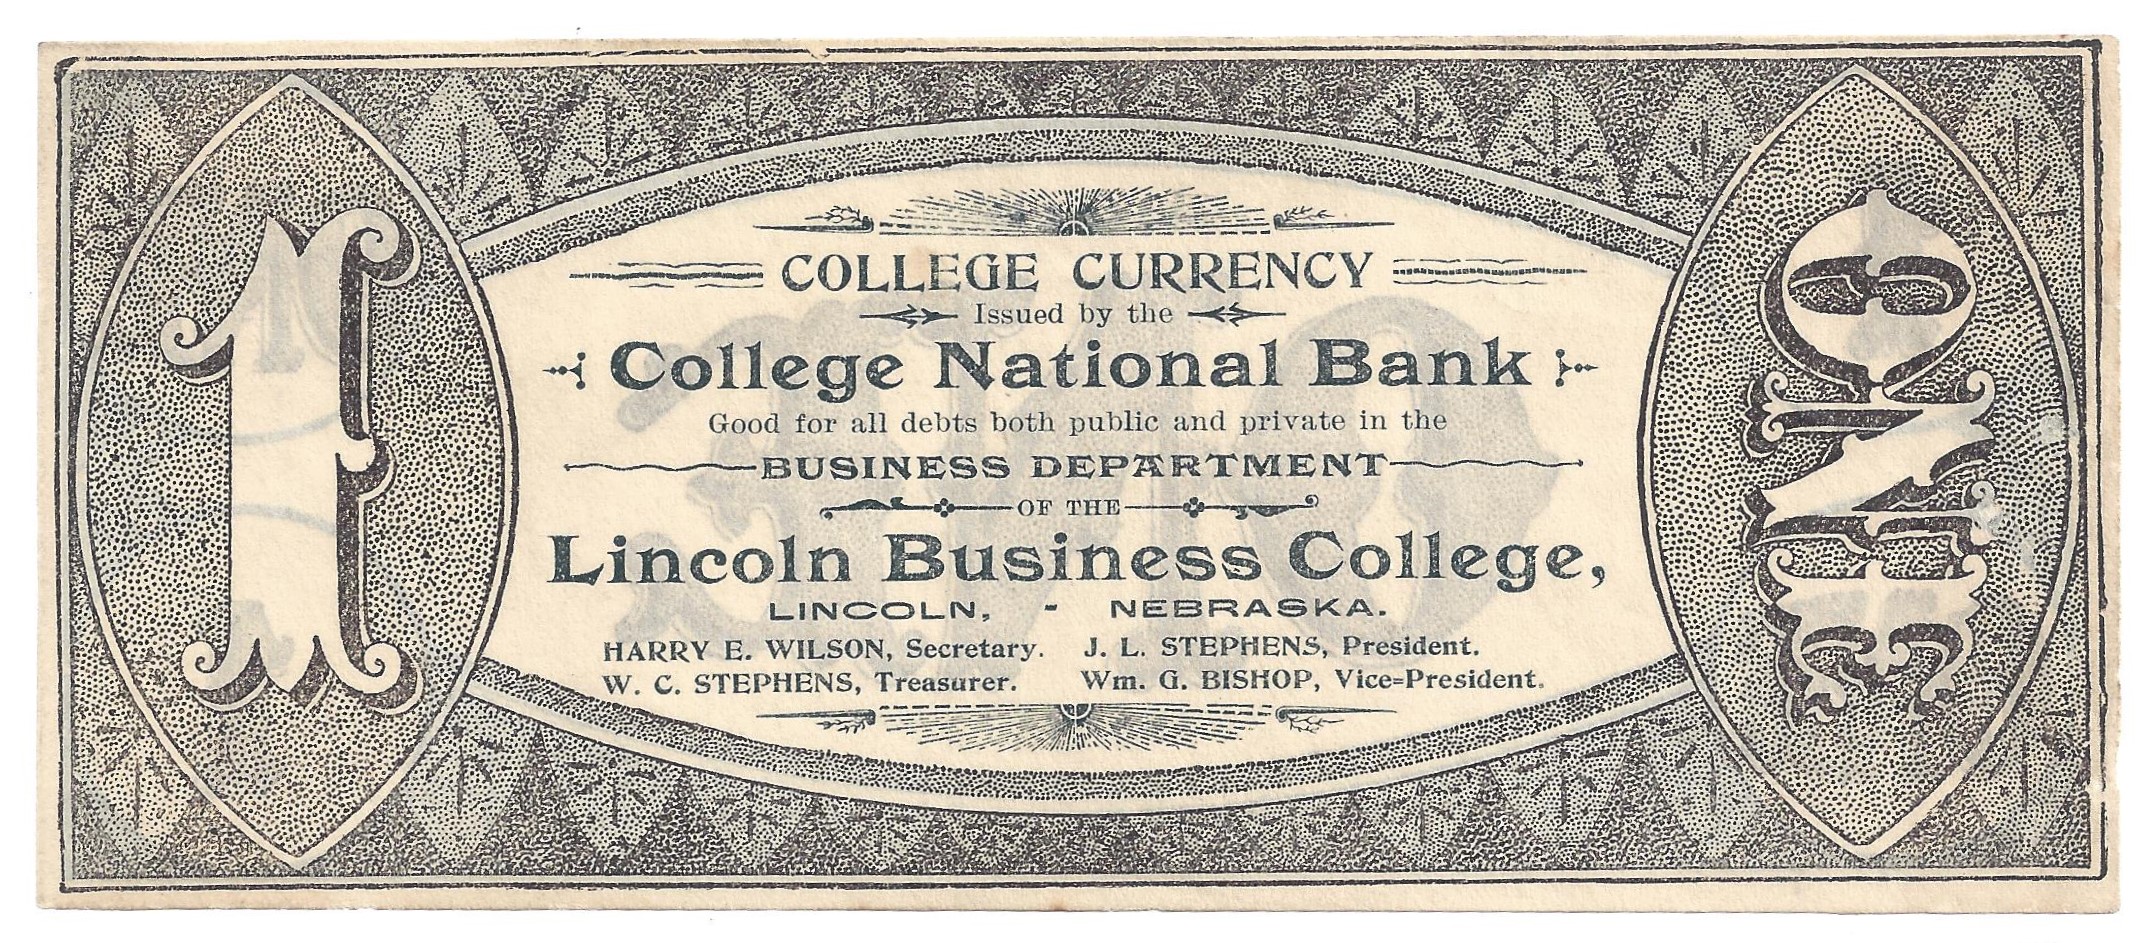 1
COLLEGE CURRENCY
Issued by the
College National Bank
Good for all debts both public and private in the
BUSINESS DEPARTMENT
OF THE
Lincoln Business College,
LINCOLN, - NEBRASKA.
HARRY E. WILSON, Secretary. J. L. STEPHENS, President.
W. C. STEPHENS, Treasurer. Wm. G. BISHOP, Vice=President.
ONE